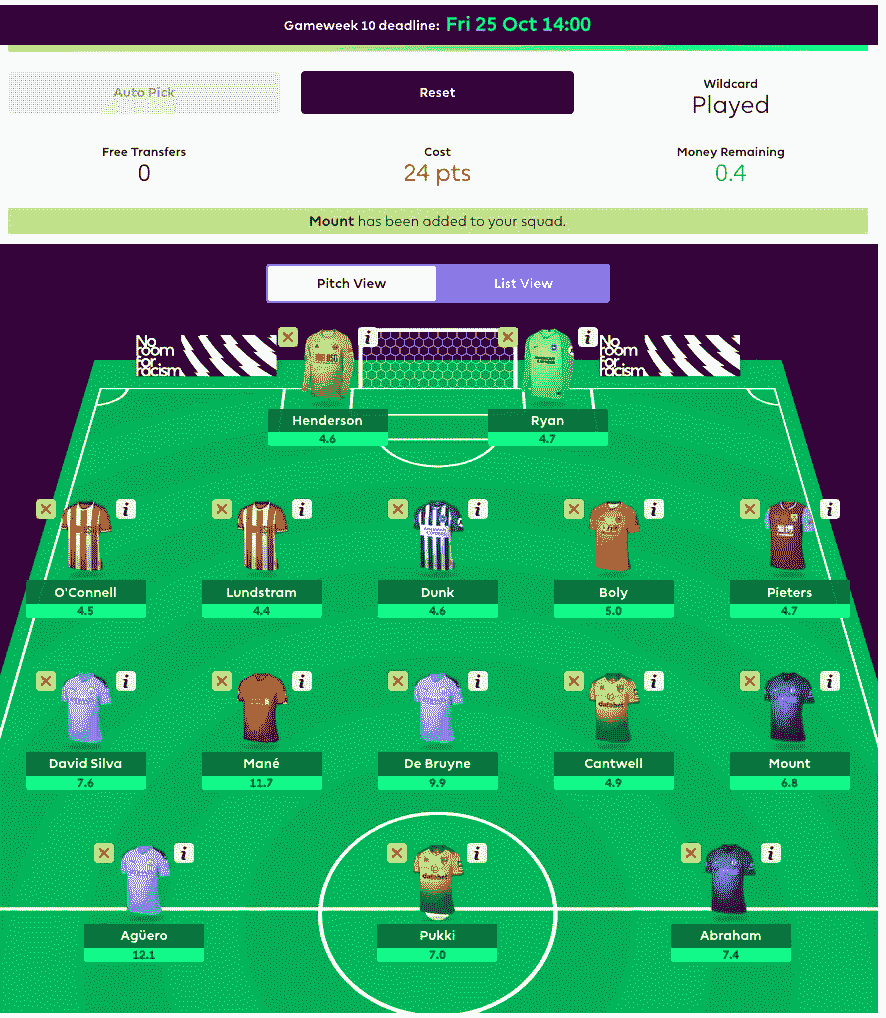 Gameweek 10 deadline: Fri 25 Oct 14:00
Auto Pick
Reset
Wildcard
Played
Free Transfers
0
Cost
24 pts
Money Remaining
0.4
Mount has been added to your squad.
Pitch View
List View
No room For racism
No room For racism
Henderson
4.6
Ryan
4.7
O'Connell
4.5
Lundstram
4.4
Dunk
4.6
Boly
5.0
Pieters
4.7
David Silva
7.6
Mané
11.7
De Bruyne
9.9
dafabet
Cantwell
4.9
Mount
6.8
Agüero
12.1
dafabet
Pukki
7.0
Abraham
7.4